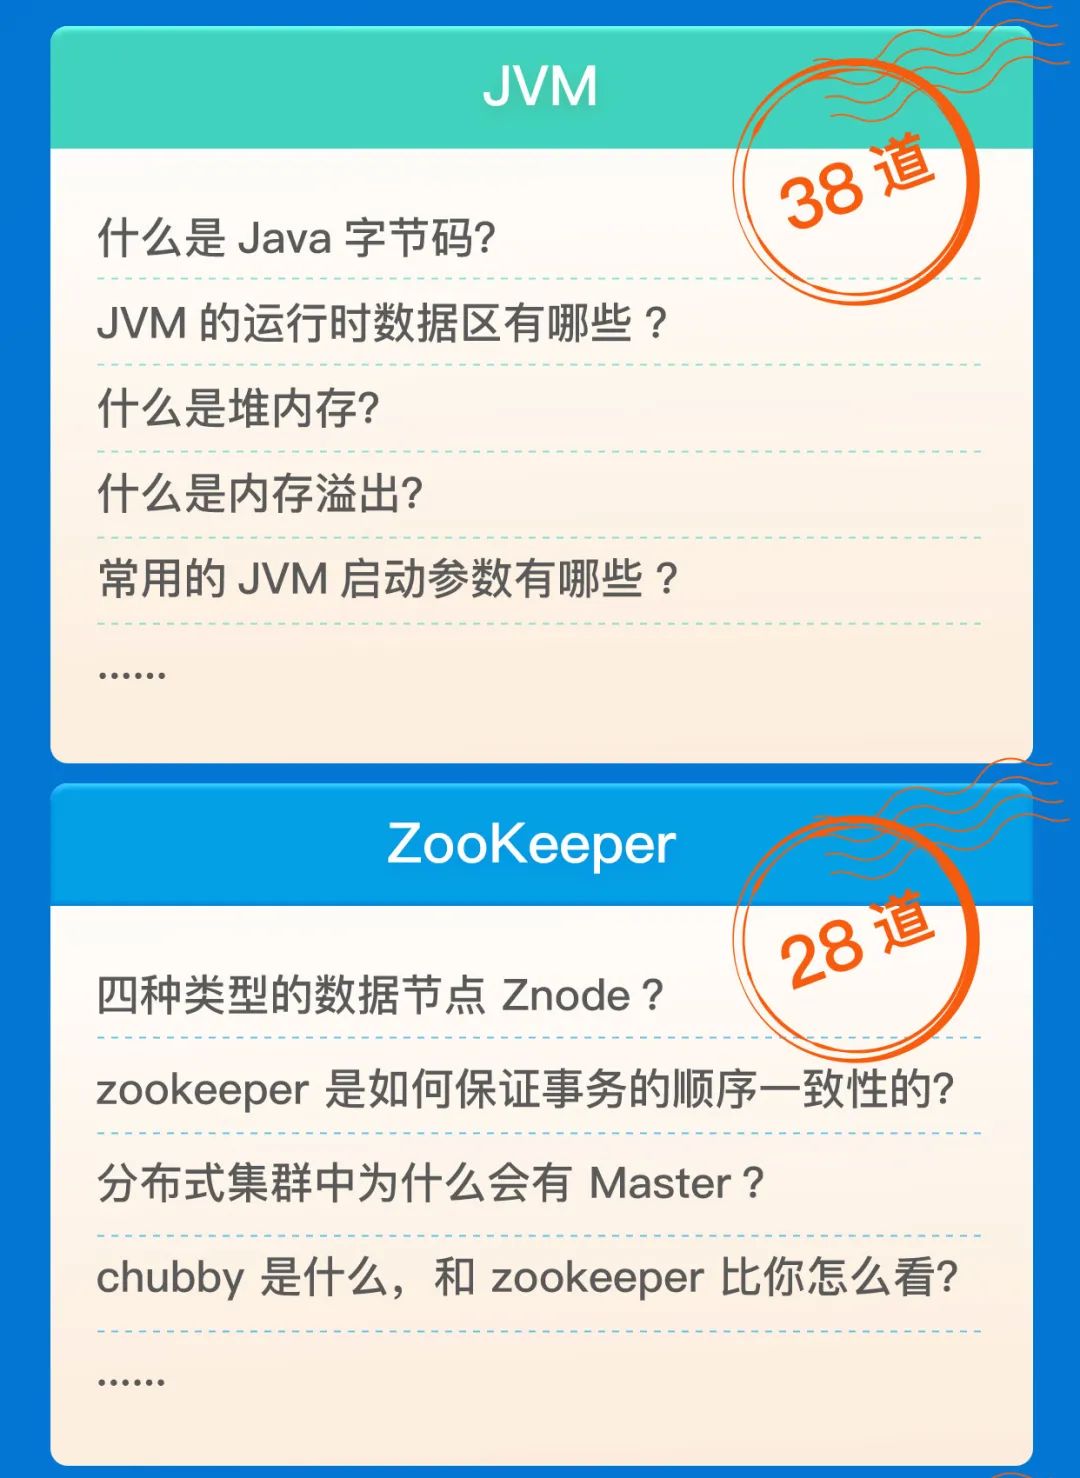 JVM
38 道
什么是 Java 字节码?
JVM 的运行时数据区有哪些？
什么是堆内存?
什么是内存溢出?
常用的 JVM 启动参数有哪些？
......
ZooKeeper
28 道
四种类型的数据节点 Znode？
zookeeper 是如何保证事务的顺序一致性的?
分布式集群中为什么会有 Master？
chubby 是什么，和 zookeeper 比你怎么看?
......